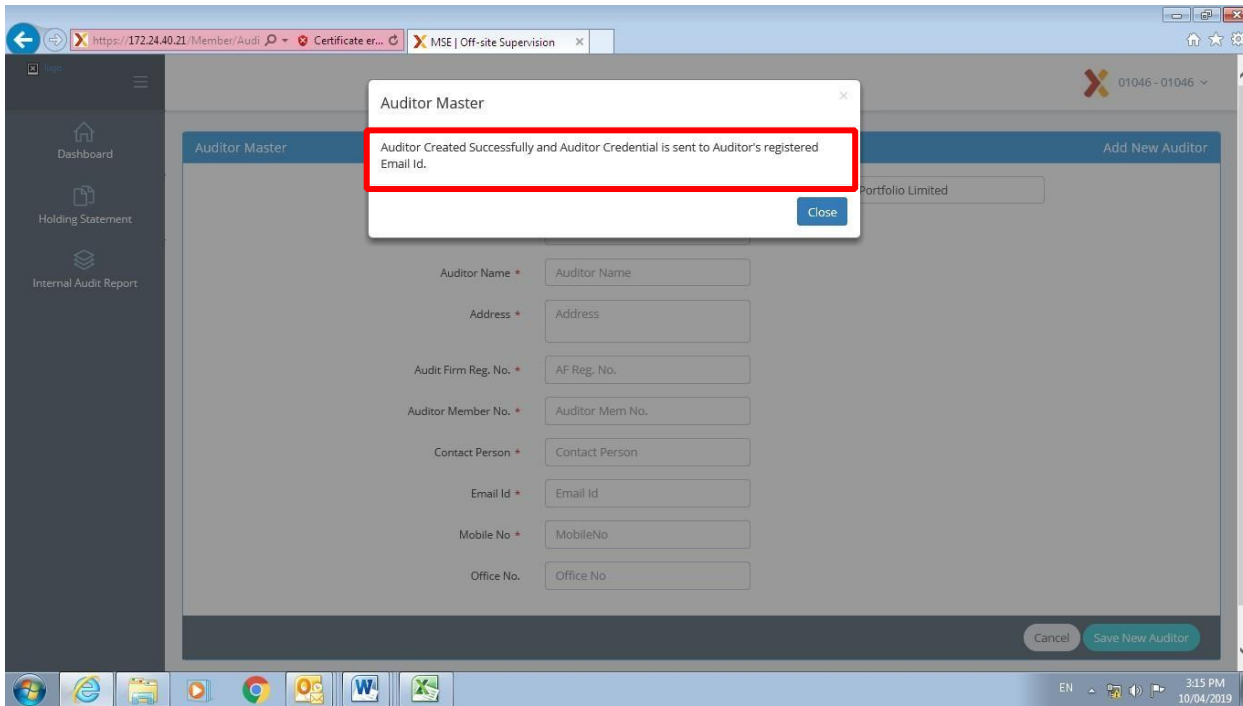 https://172.24.40.21/Member/Audi
Certificate er...
MSE | Off-site Supervision
logo
01046 - 01046
Auditor Master
Auditor Created Successfully and Auditor Credential is sent to Auditor's registered
Email Id.
Close
Dashboard
Holding Statement
Internal Audit Report
Auditor Master
Add New Auditor
Portfolio Limited
Auditor Name *
Auditor Name
Address *
Address
Audit Firm Reg. No. *
AF Reg. No.
Auditor Member No. *
Auditor Mem No.
Contact Person *
Contact Person
Email Id *
Email Id
Mobile No *
MobileNo
Office No.
Office No
Cancel
Save New Auditor
EN
3:15 PM
10/04/2019